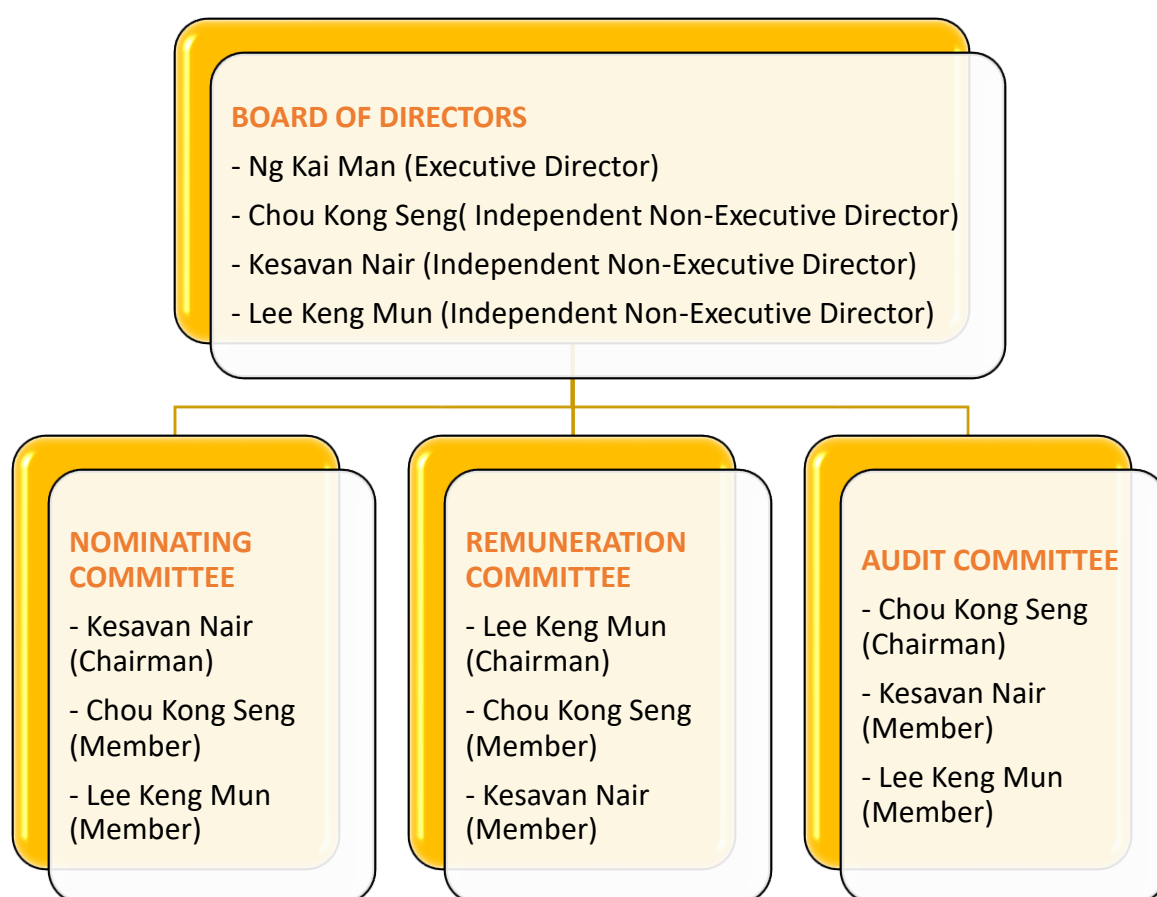 BOARD OF DIRECTORS
- Ng Kai Man (Executive Director)
- Chou Kong Seng( Independent Non-Executive Director)
- Kesavan Nair (Independent Non-Executive Director)
- Lee Keng Mun (Independent Non-Executive Director)
NOMINATING
COMMITTEE
- Kesavan Nair
(Chairman)
- Chou Kong Seng
(Member)
- Lee Keng Mun
(Member)
REMUNERATION
COMMITTEE
- Lee Keng Mun
(Chairman)
- Chou Kong Seng
(Member)
- Kesavan Nair
(Member)
AUDIT COMMITTEE
- Chou Kong Seng
(Chairman)
- Kesavan Nair
(Member)
- Lee Keng Mun
(Member)